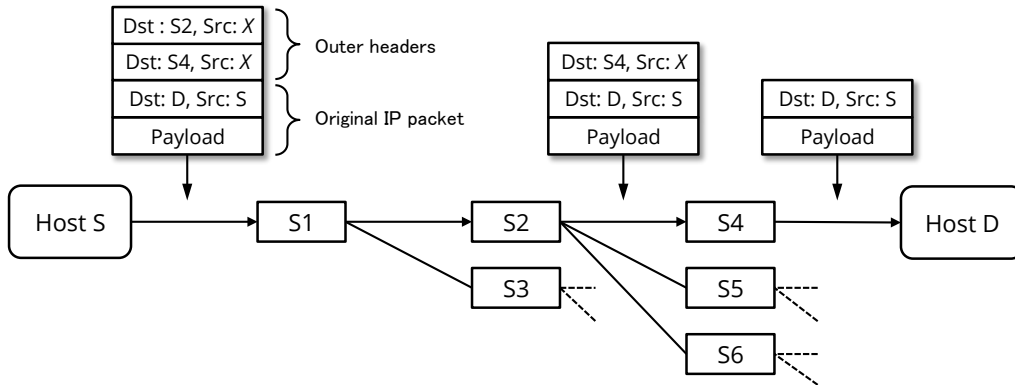 Dst : S2, Src: X
Dst: S4, Src: X
Dst: D, Src: S
Payload
Outer headers
Original IP packet
Dst: S4, Src: X
Dst: D, Src: S
Payload
Dst: D, Src: S
Payload
Host S
S1
S2
S4
Host D
S3
S5
S6